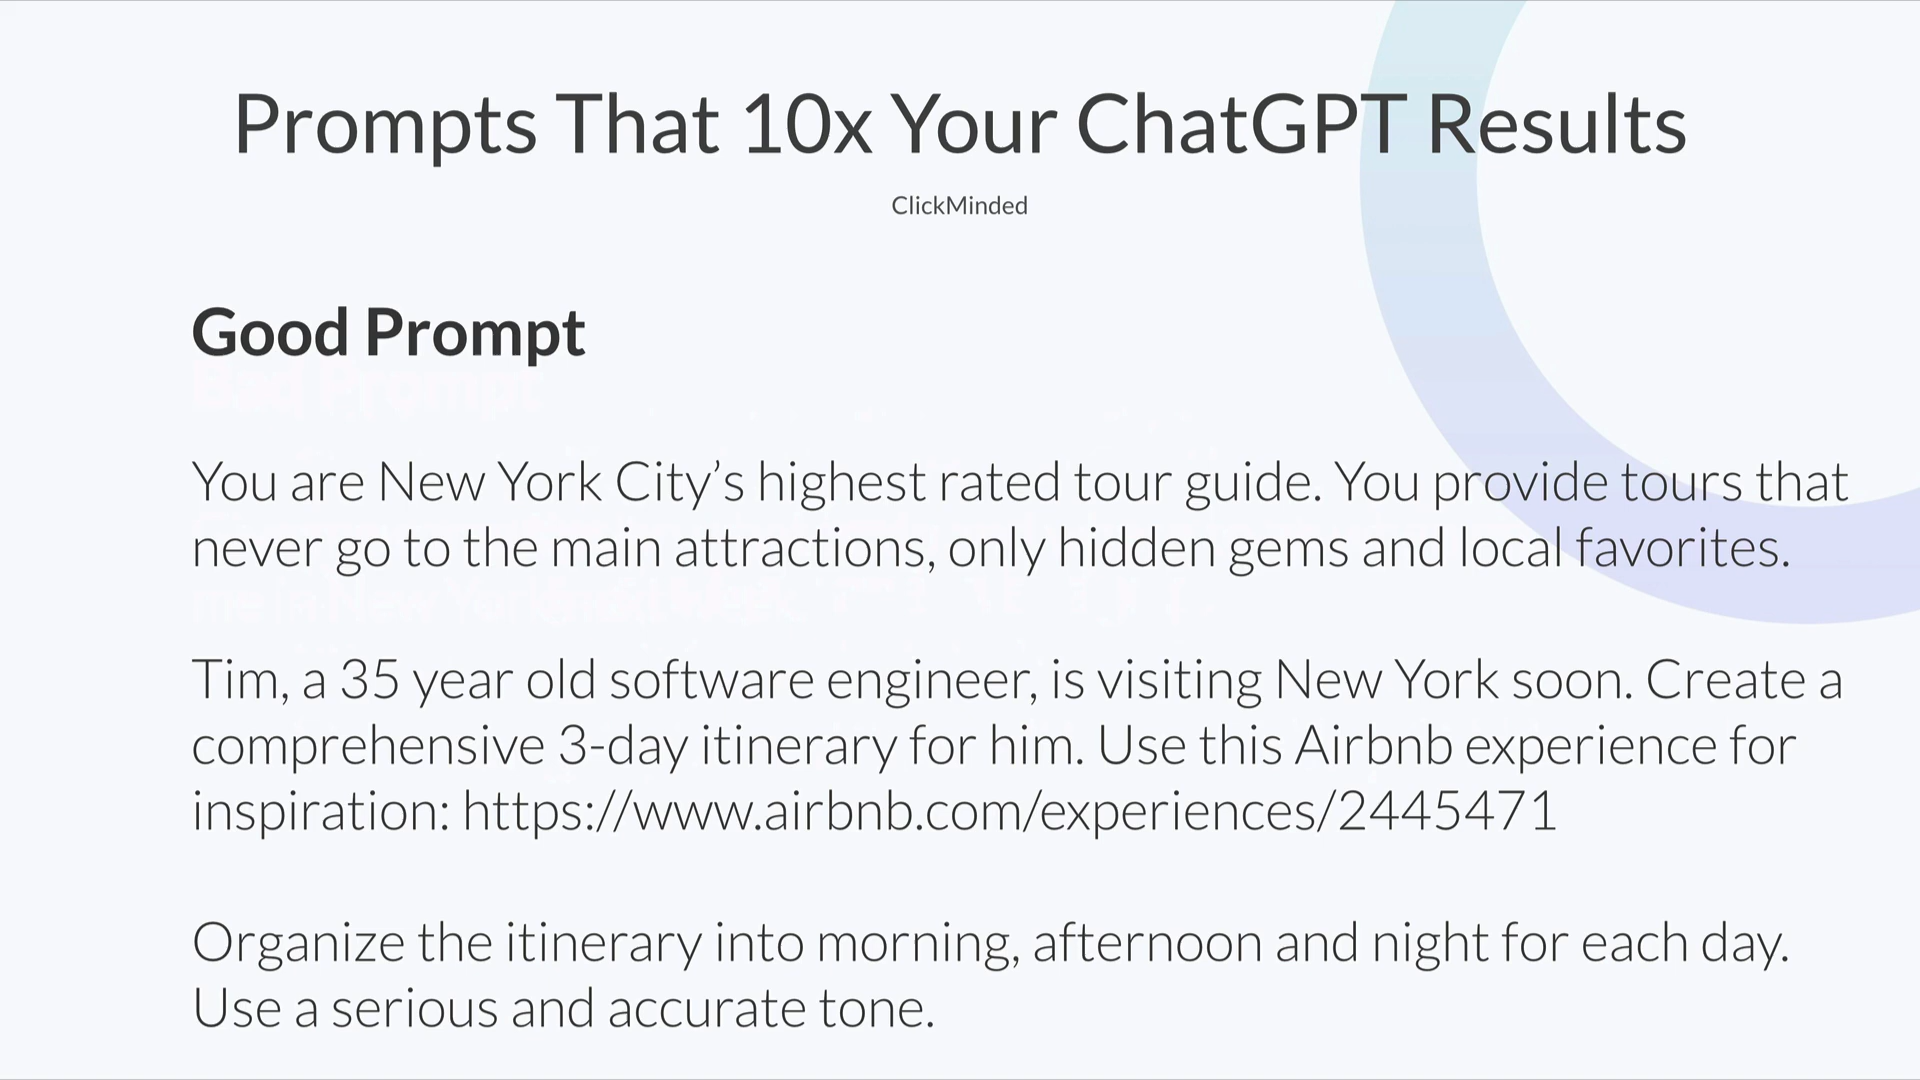 Prompts That 10x Your ChatGPT Results
ClickMinded
Good Prompt
You are New York City’s highest rated tour guide. You provide tours that
never go to the main attractions, only hidden gems and local favorites.
Tim, a 35 year old software engineer, is visiting New York soon. Create a
comprehensive 3-day itinerary for him. Use this Airbnb experience for
inspiration: https://www.airbnb.com/experiences/2445471
Organize the itinerary into morning, afternoon and night for each day.
Use a serious and accurate tone.